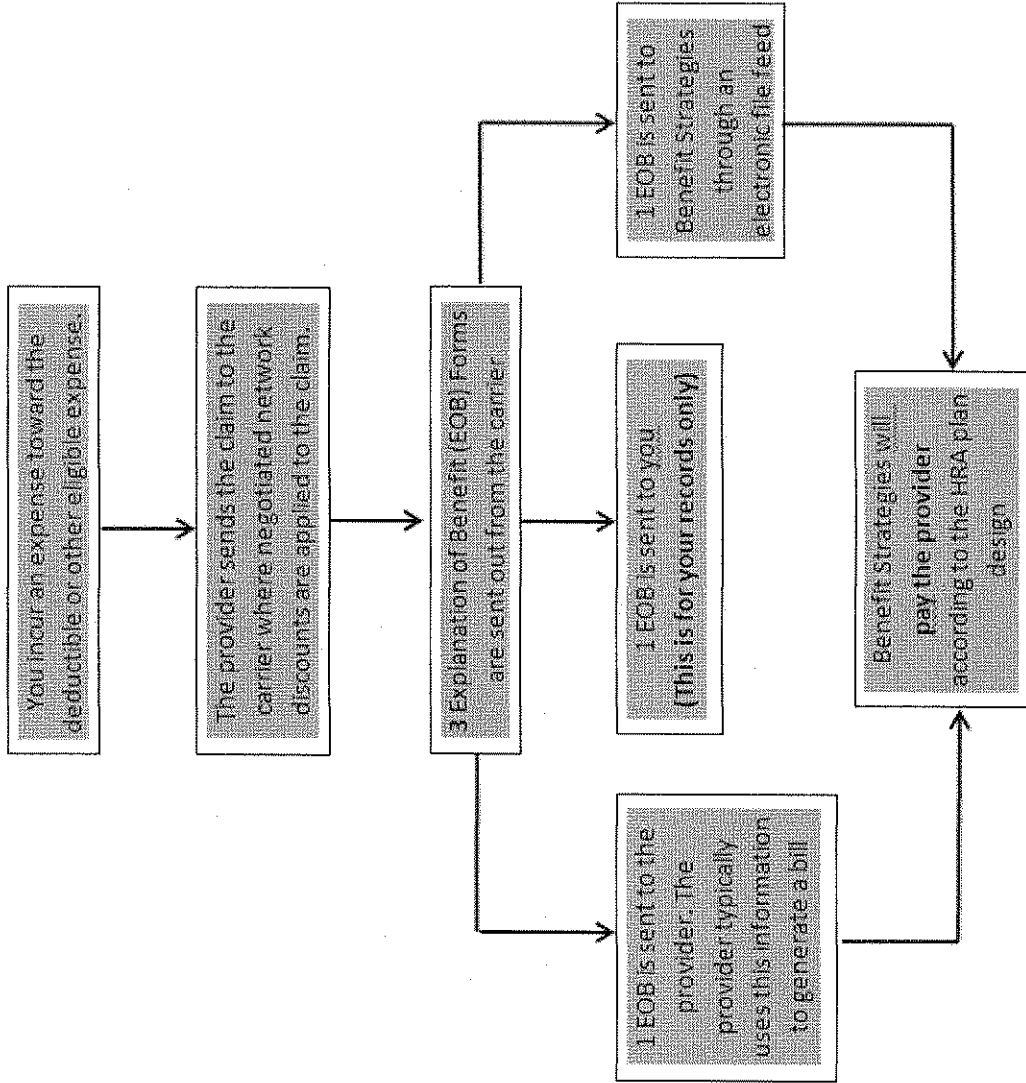 You incur an expense toward the
deductible or other eligible expense.
The provider sends the claim to the
carrier where negotiated network
discounts are applied to the claim.
3 Explanation of Benefit (EOB) Forms
are sent out from the carrier
1 EOB is sent to the
provider. The
provider typically
uses this information
to generate a bill
1 EOB is sent to you
(This is for your records only)
1 EOB is sent to
Benefit Strategies
through an
electronic file feed
Benefit Strategies will
pay the provider
according to the HRA plan
design